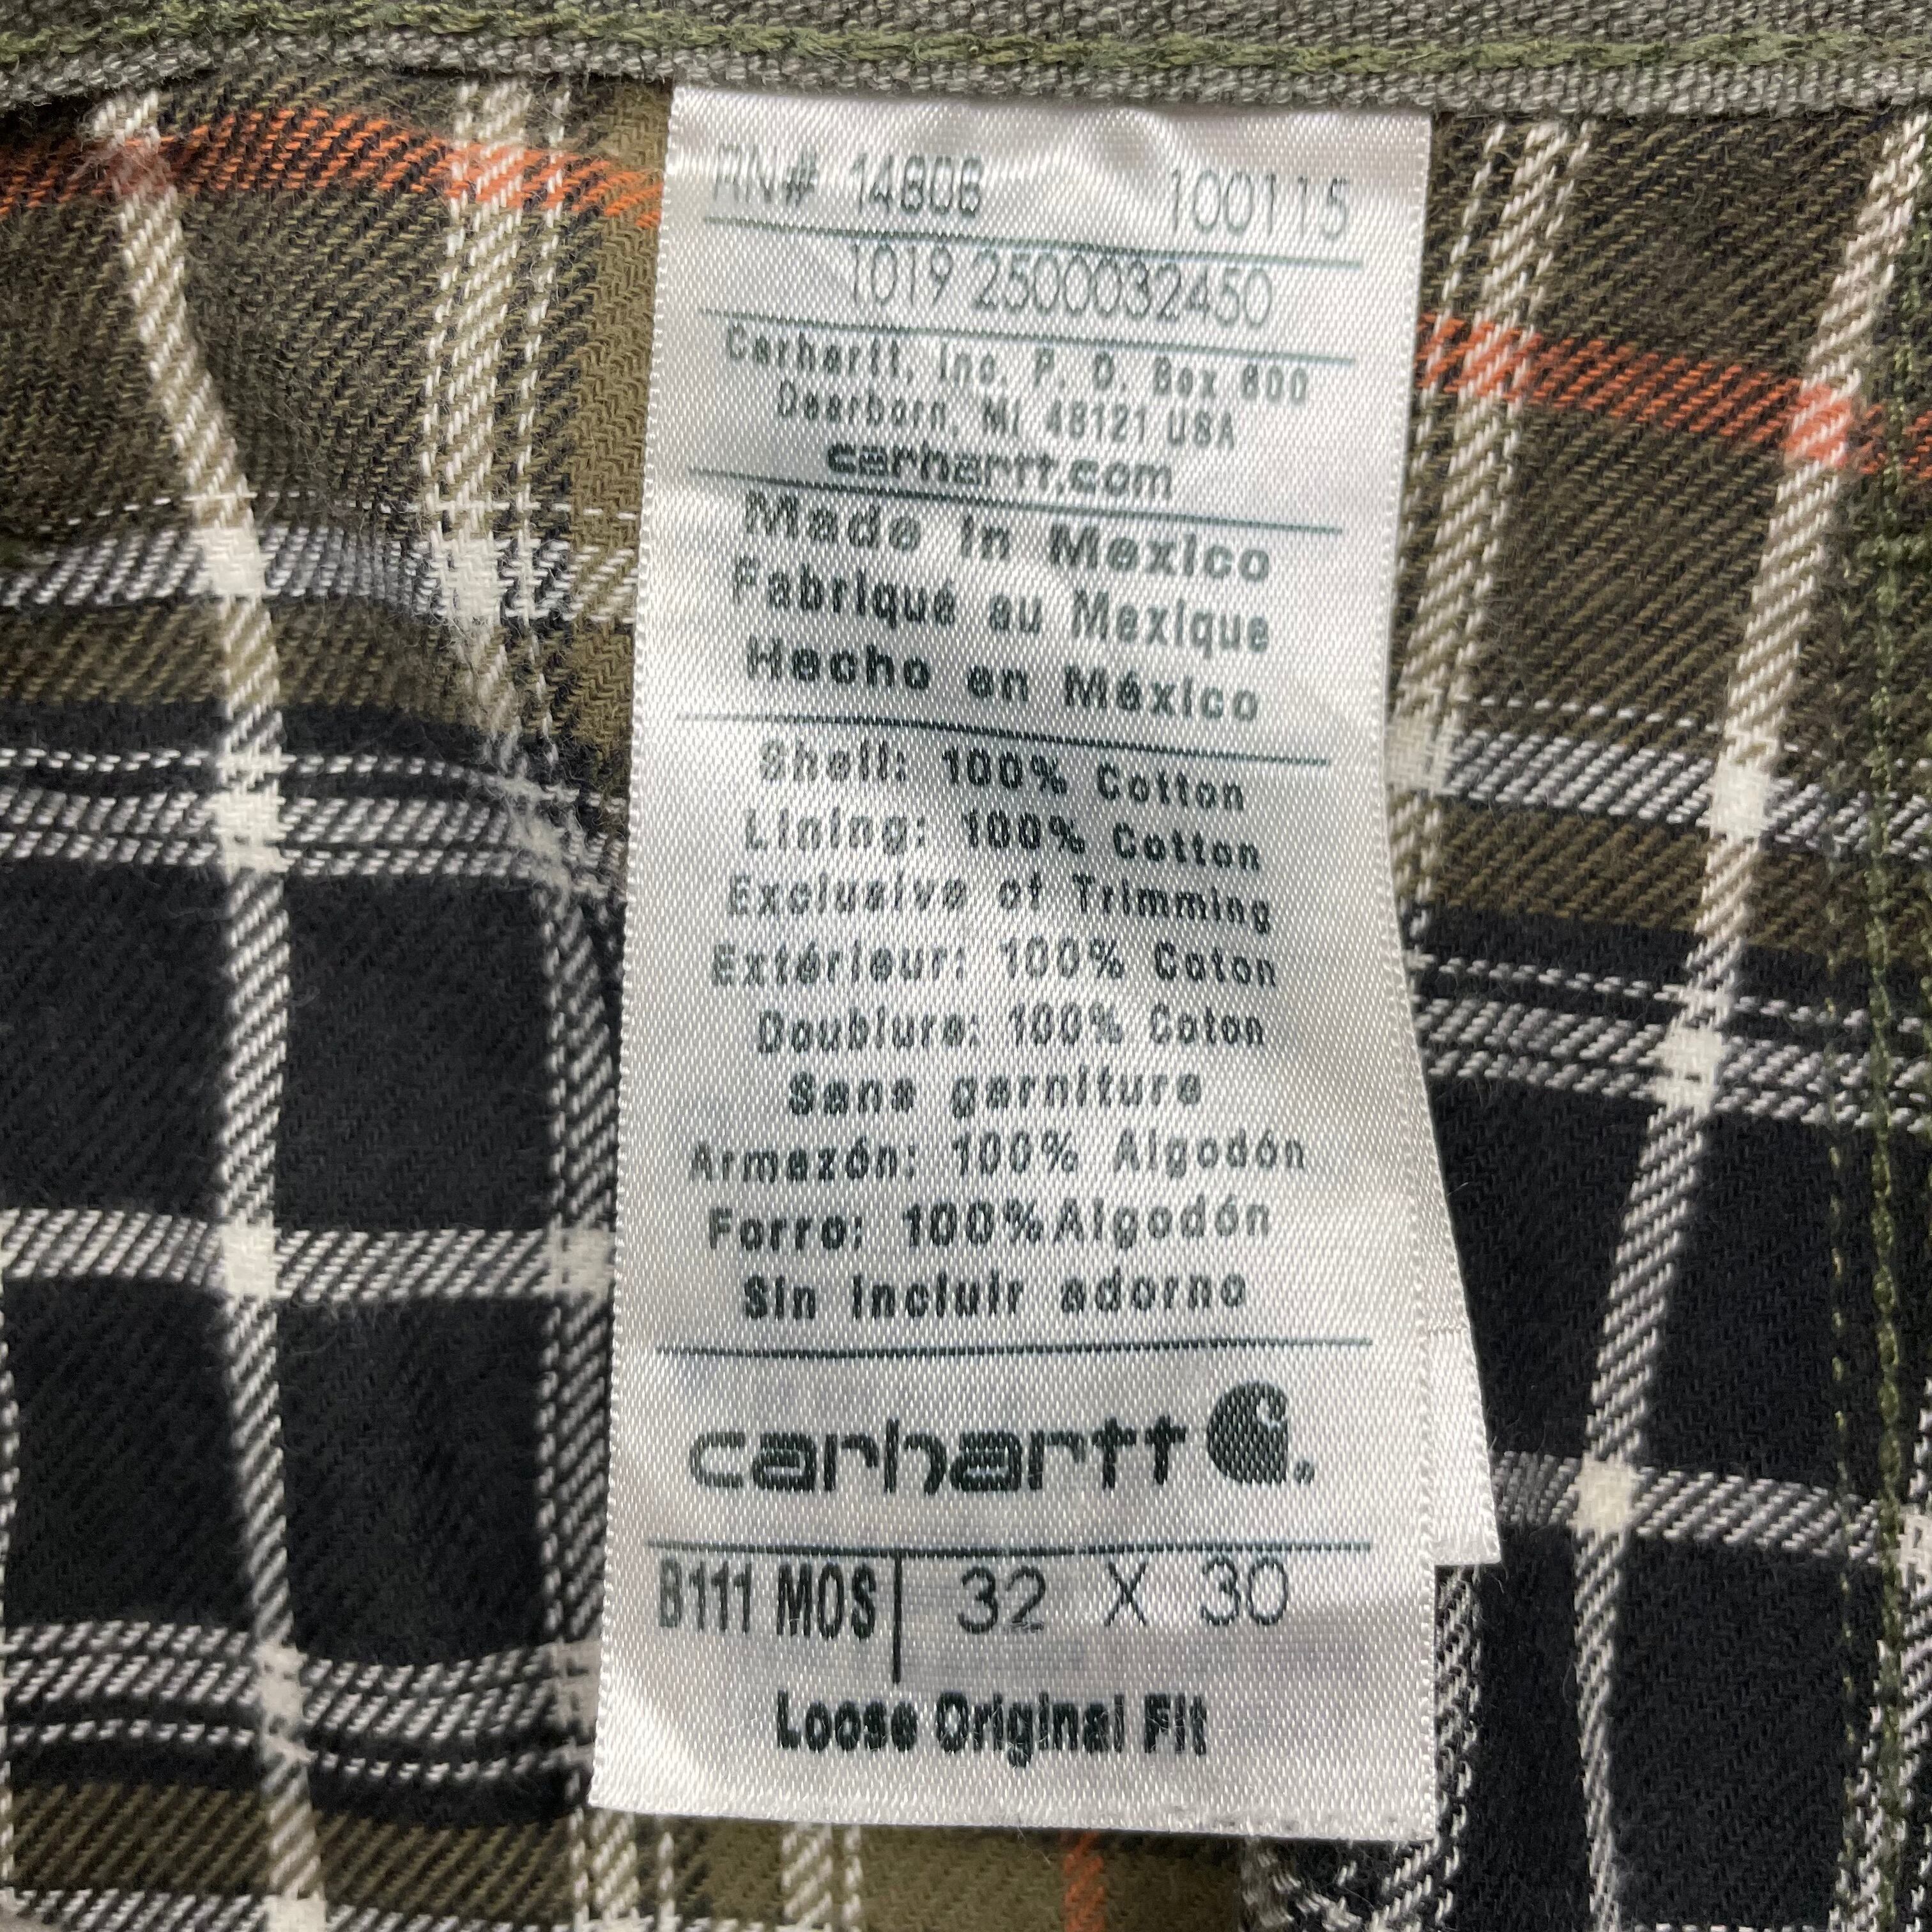 RN# 14806 100115
1019 2500032450
Carhartt, Inc. P. O. Box 600
Dearborn, MI 48121 USA
carhartt.com
Made in Mexico
Fabriqué au Mexique
Hecho en México
Shell: 100% Cotton
Lining: 100% Cotton
Exclusive of Trimming
Extérieur: 100% Coton
Doublure: 100% Coton
Sans garniture
Armazón: 100% Algodón
Forro: 100%Algodón
Sin incluir adorno
carhartt
B111 MOS 32 X 30
Loose Original Fit